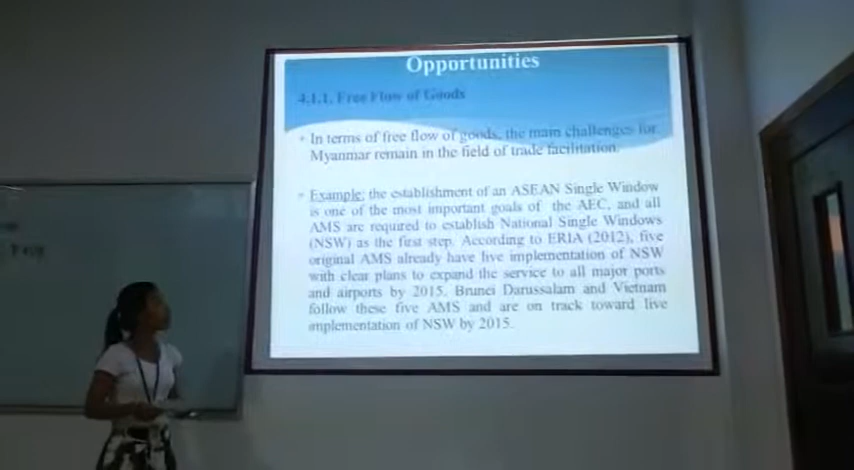 Opportunities
4.1.1. Free Flow of Goods
• In terms of free flow of goods, the main challenges for
Myanmar remain in the field of trade facilitation.
• Example: the establishment of an ASEAN Single Window
is one of the most important goals of the AEC, and all
AMS are required to establish National Single Windows
(NSW) as the first step. According to ERIA (2012), five
original AMS already have live implementation of NSW
with clear plans to expand the service to all major ports
and airports by 2015. Brunei Darussalam and Vietnam
follow these five AMS and are on track toward live
implementation of NSW by 2015.